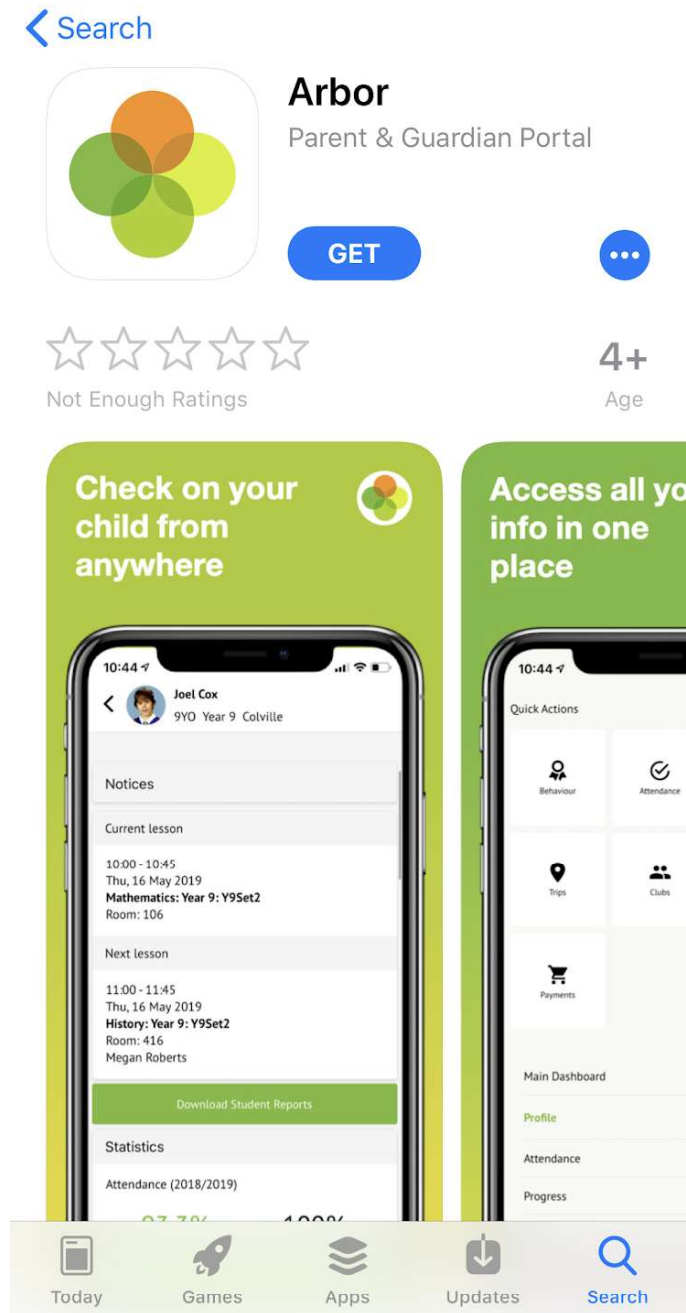 Search
Arbor
Parent & Guardian Portal
GET
Not Enough Ratings
4+
Age
Check on your
child from
anywhere
10:44
Joel Cox
9YO Year 9 Colville
Notices
Current lesson
10:00 - 10:45
Thu, 16 May 2019
Mathematics: Year 9: Y9Set2
Room: 106
Next lesson
11:00 - 11:45
Thu, 16 May 2019
History: Year 9: Y9Set2
Room: 416
Megan Roberts
Download Student Reports
Statistics
Attendance (2018/2019)
Access all yo
info in one
place
10:44
Quick Actions
Behaviour
Attendance
Trips
Clubs
Payments
Main Dashboard
Profile
Attendance
Progress
Today
Games
Apps
Updates
Search